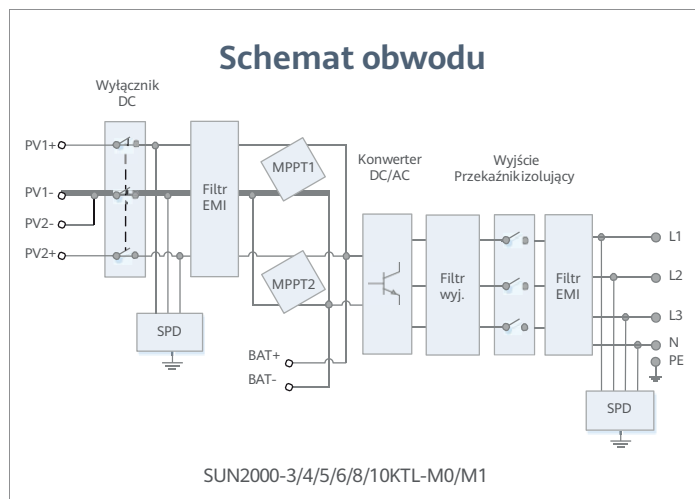 Schemat obwodu
Wyłącznik
DC
PV1+
PV1-
PV2-
PV2+
Filtr
EMI
SPD
MPPT1
MPPT2
BAT+
BAT-
Konwerter
DC/AC
Filtr
wyj.
Wyjście
Przekaźnikizolujący
Filtr
EMI
L1
L2
L3
N
PE
SPD
SUN2000-3/4/5/6/8/10KTL-M0/M1